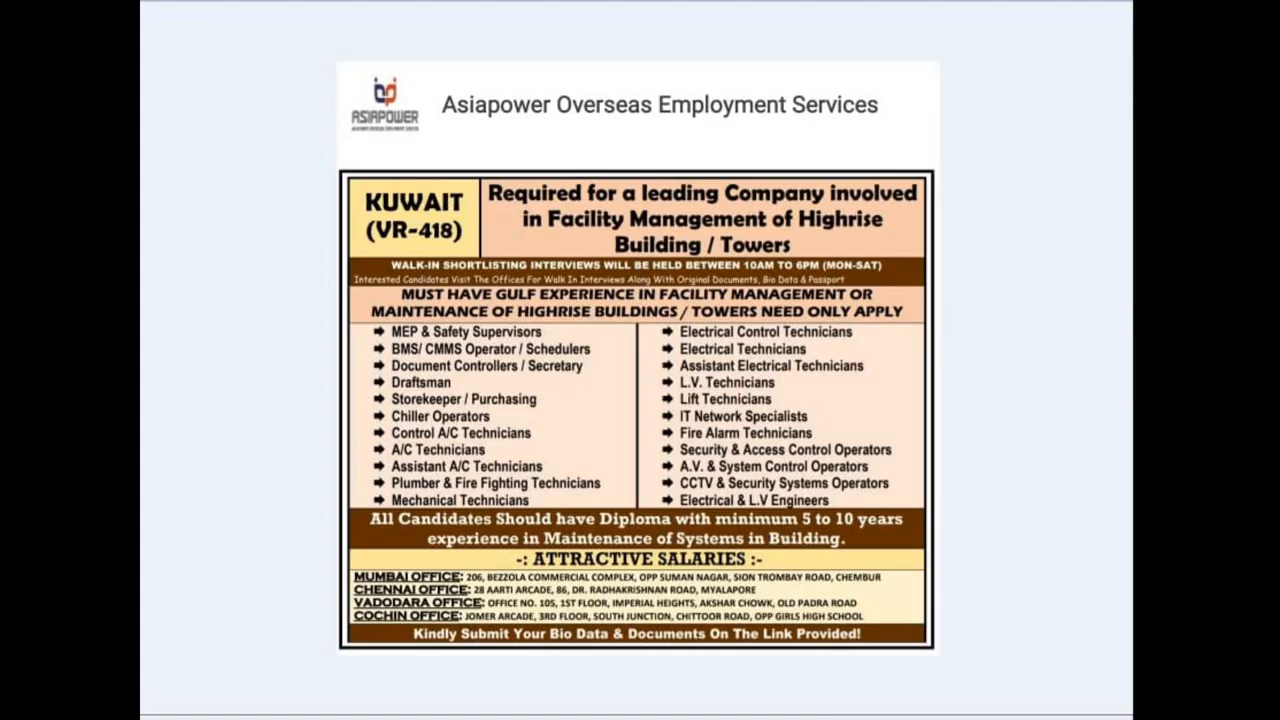 ASIAPOWER
Asiapower Overseas Employment Services
KUWAIT
(VR-418)
Required for a leading Company involved
in Facility Management of Highrise
Building / Towers
WALK-IN SHORTLISTING INTERVIEWS WILL BE HELD BETWEEN 10AM TO 6PM (MON-SAT)
Interested Candidates Visit The Offices For Walk In Interviews Along With Original Documents, Bio Data & Passport
MUST HAVE GULF EXPERIENCE IN FACILITY MANAGEMENT OR
MAINTENANCE OF HIGHRISE BUILDINGS / TOWERS NEED ONLY APPLY
➡ MEP & Safety Supervisors
➡ BMS/ CMMS Operator / Schedulers
➡ Document Controllers / Secretary
➡ Draftsman
➡ Storekeeper / Purchasing
➡ Chiller Operators
➡ Control A/C Technicians
➡ A/C Technicians
➡ Assistant A/C Technicians
➡ Plumber & Fire Fighting Technicians
➡ Mechanical Technicians
➡ Electrical Control Technicians
➡ Electrical Technicians
➡ Assistant Electrical Technicians
➡ L.V. Technicians
➡ Lift Technicians
➡ IT Network Specialists
➡ Fire Alarm Technicians
➡ Security & Access Control Operators
➡ A.V. & System Control Operators
➡ CCTV & Security Systems Operators
➡ Electrical & L.V Engineers
All Candidates Should have Diploma with minimum 5 to 10 years
experience in Maintenance of Systems in Building.
-: ATTRACTIVE SALARIES :-
MUMBAI OFFICE: 206, BEZZOLA COMMERCIAL COMPLEX, OPP SUMAN NAGAR, SION TROMBAY ROAD, CHEMBUR
CHENNAI OFFICE: 28 AARTI ARCADE, 86, DR. RADHAKRISHNAN ROAD, MYALAPORE
VADODARA OFFICE: OFFICE NO. 105, 1ST FLOOR, IMPERIAL HEIGHTS, AKSHAR CHOWK, OLD PADRA ROAD
COCHIN OFFICE: JOMER ARCADE, 3RD FLOOR, SOUTH JUNCTION, CHITTOOR ROAD, OPP GIRLS HIGH SCHOOL
Kindly Submit Your Bio Data & Documents On The Link Provided!